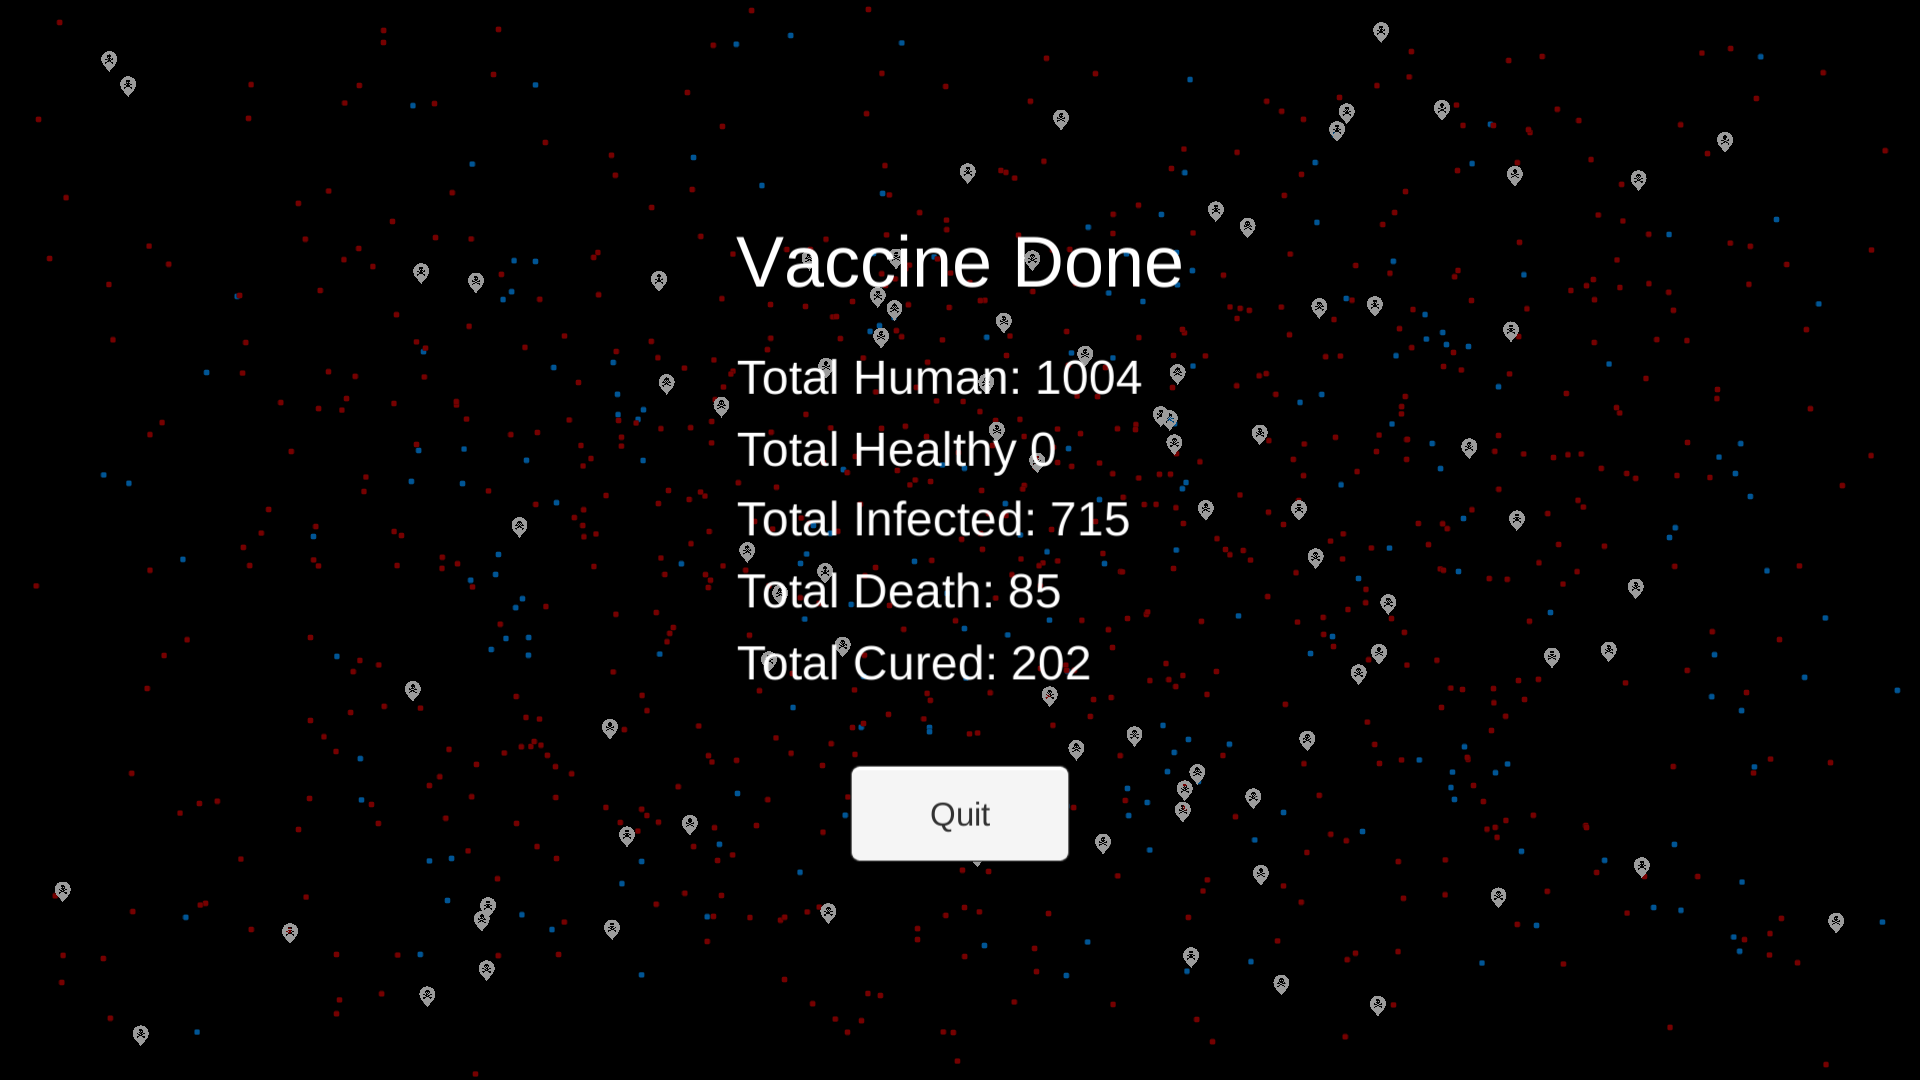 Vaccine Done
Total Human: 1004
Total Healthy 0
Total Infected: 715
Total Death: 85
Total Cured: 202
Quit